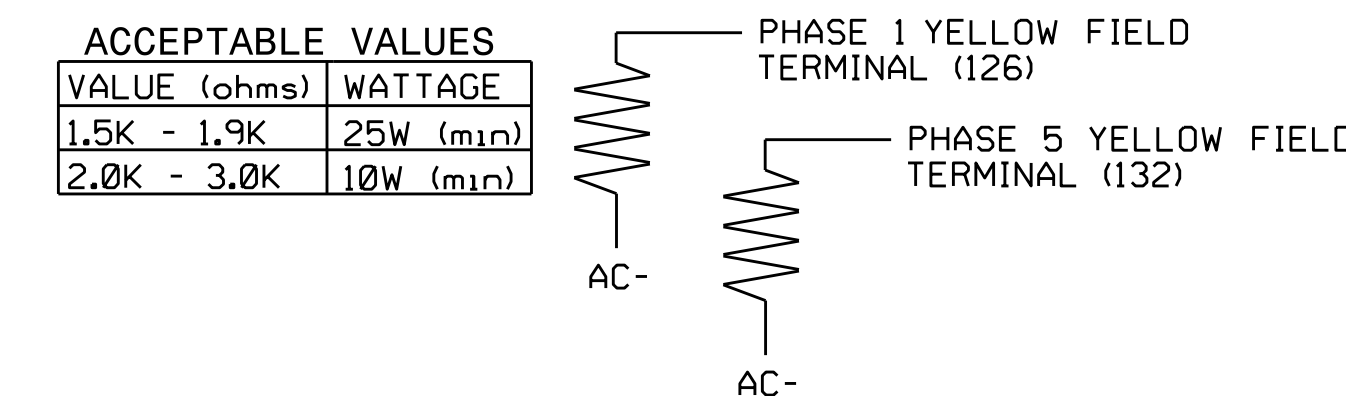 ACCEPTABLE VALUES
VALUE (ohms) WATTAGE
1.5K - 1.9K 25W (min)
2.0K - 3.0K 10W (min)
PHASE 1 YELLOW FIELD
TERMINAL (126)
AC-
PHASE 5 YELLOW FIELD
TERMINAL (132)
AC-